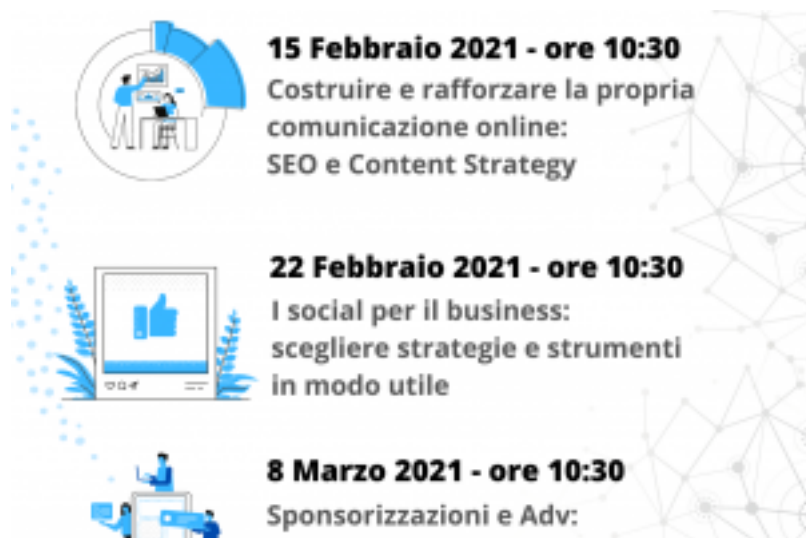 15 Febbraio 2021 - ore 10:30
Costruire e rafforzare la propria
comunicazione online:
SEO e Content Strategy
22 Febbraio 2021 - ore 10:30
I social per il business:
scegliere strategie e strumenti
in modo utile
8 Marzo 2021 - ore 10:30
Sponsorizzazioni e Adv: